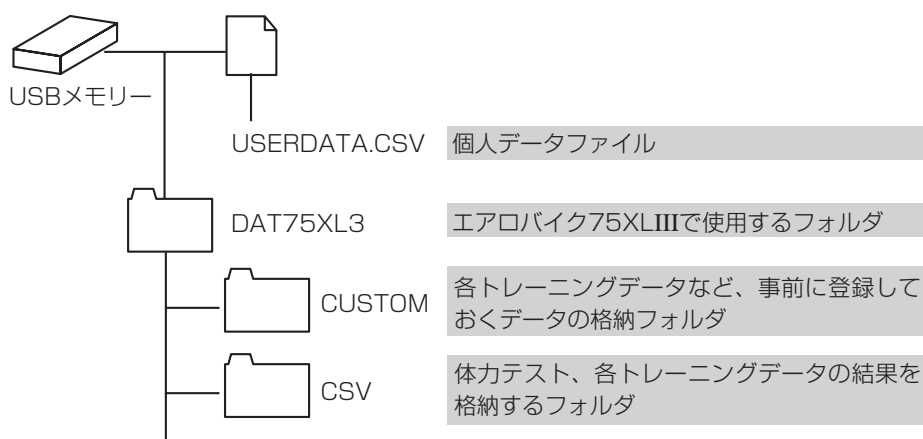 USBメモリー
USERDATA.CSV 個人データファイル
DAT75XL3 エアロバイク75XLIIIで使用するフォルダ
CUSTOM 各トレーニングデータなど、事前に登録して
おくデータの格納フォルダ
CSV 体力テスト、各トレーニングデータの結果を
格納するフォルダ